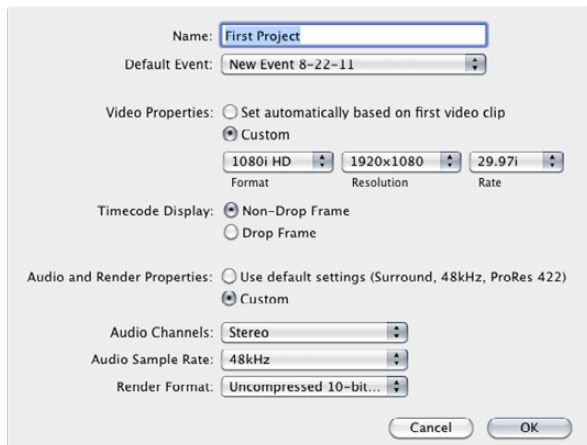 Name: First Project
Default Event: New Event 8-22-11
Video Properties: Set automatically based on first video clip
Custom
1080i HD 1920x1080 29.97i
Format Resolution Rate
Timecode Display: Non-Drop Frame
Drop Frame
Audio and Render Properties: Use default settings (Surround, 48kHz, ProRes 422)
Custom
Audio Channels: Stereo
Audio Sample Rate: 48kHz
Render Format: Uncompressed 10-bit...
Cancel OK